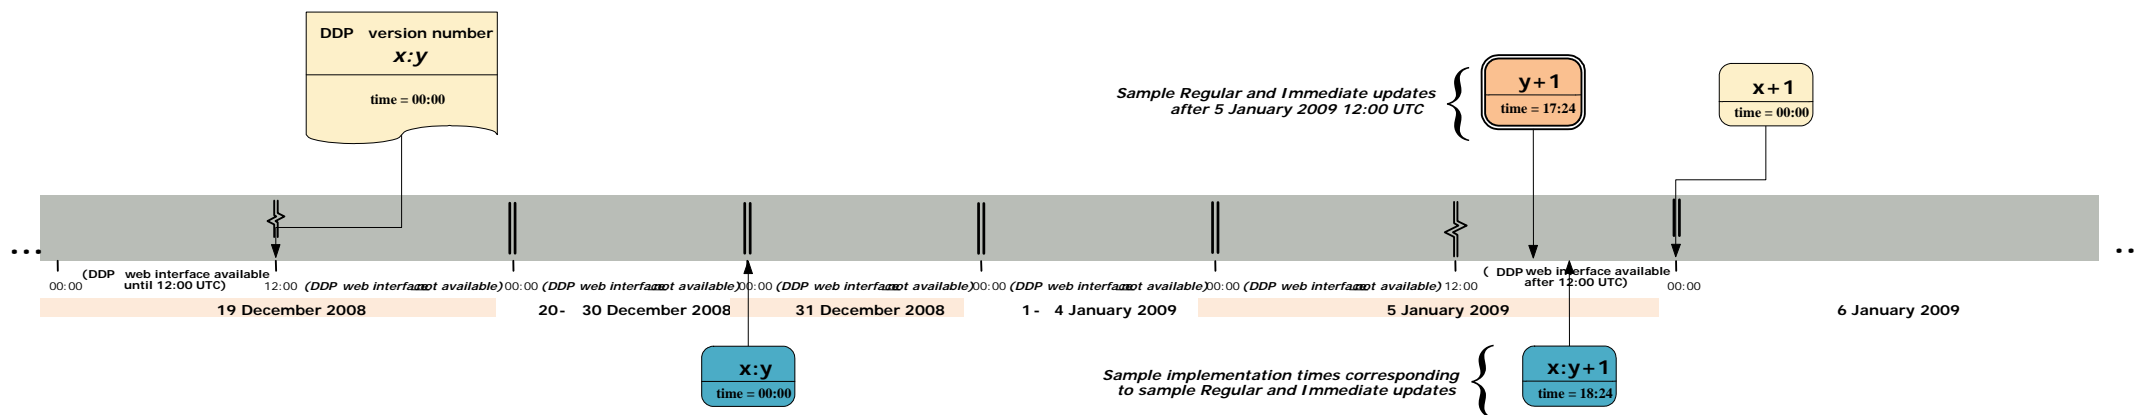 DDP version number
x:y
time = 00:00
Sample Regular and Immediate updates
after 5 January 2009 12:00 UTC
y+1
time = 17:24
x+1
time = 00:00
...
..
(DDP web interface available
until 12:00 UTC)
( DDP web interface available
after 12:00 UTC)
00:00 12:00 (DDP web interface not available) 00:00 (DDP web interface not available) 00:00 (DDP web interface not available) 00:00 (DDP web interface not available) 00:00 (DDP web interface not available) 12:00 00:00
19 December 2008 20- 30 December 2008 31 December 2008 1- 4 January 2009 5 January 2009 6 January 2009
x:y
time = 00:00
Sample implementation times corresponding
to sample Regular and Immediate updates
x:y+1
time = 18:24